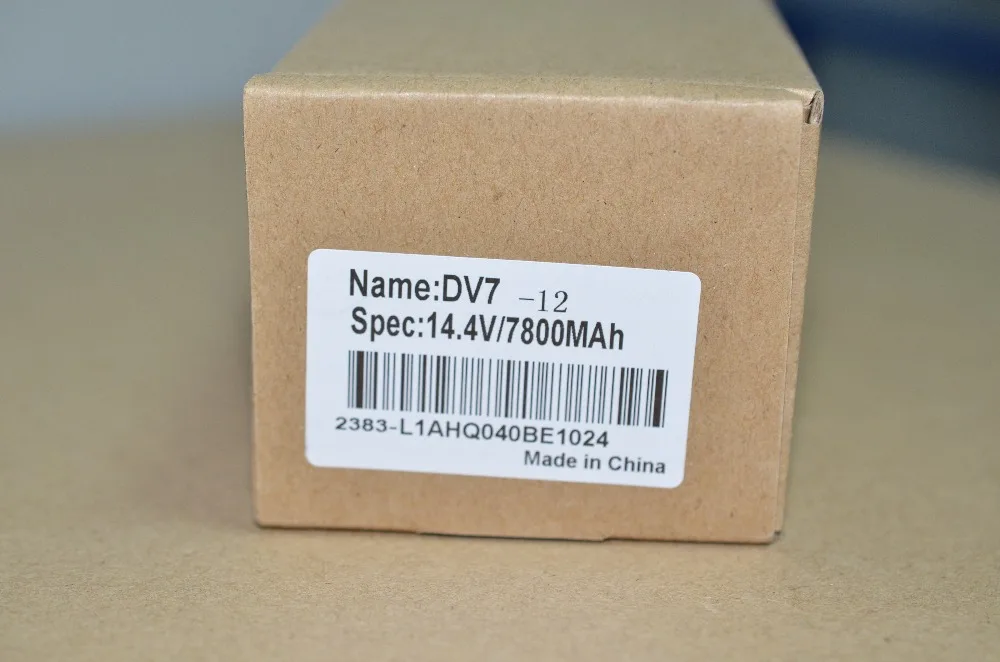 Name:DV7 -12
Spec:14.4V/7800MAh
2383-L1AHQ040BE1024
Made in China